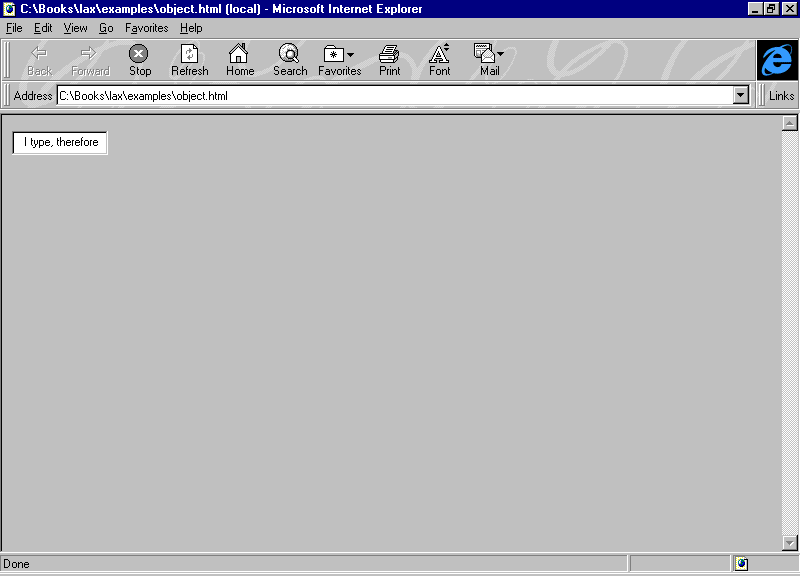 C:\Books\lax\examples\object.html (local) - Microsoft Internet Explorer
File Edit View Go Favorites Help
Back Forward Stop Refresh Home Search Favorites Print Font Mail
Address C:\Books\lax\examples\object.html Links
I type, therefore
Done